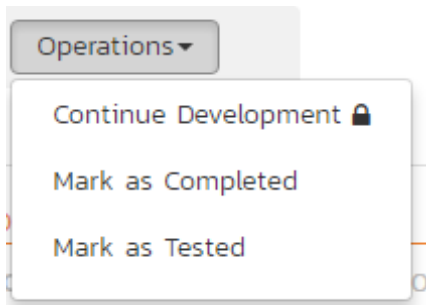 Operations
Continue Development
Mark as Completed
Mark as Tested